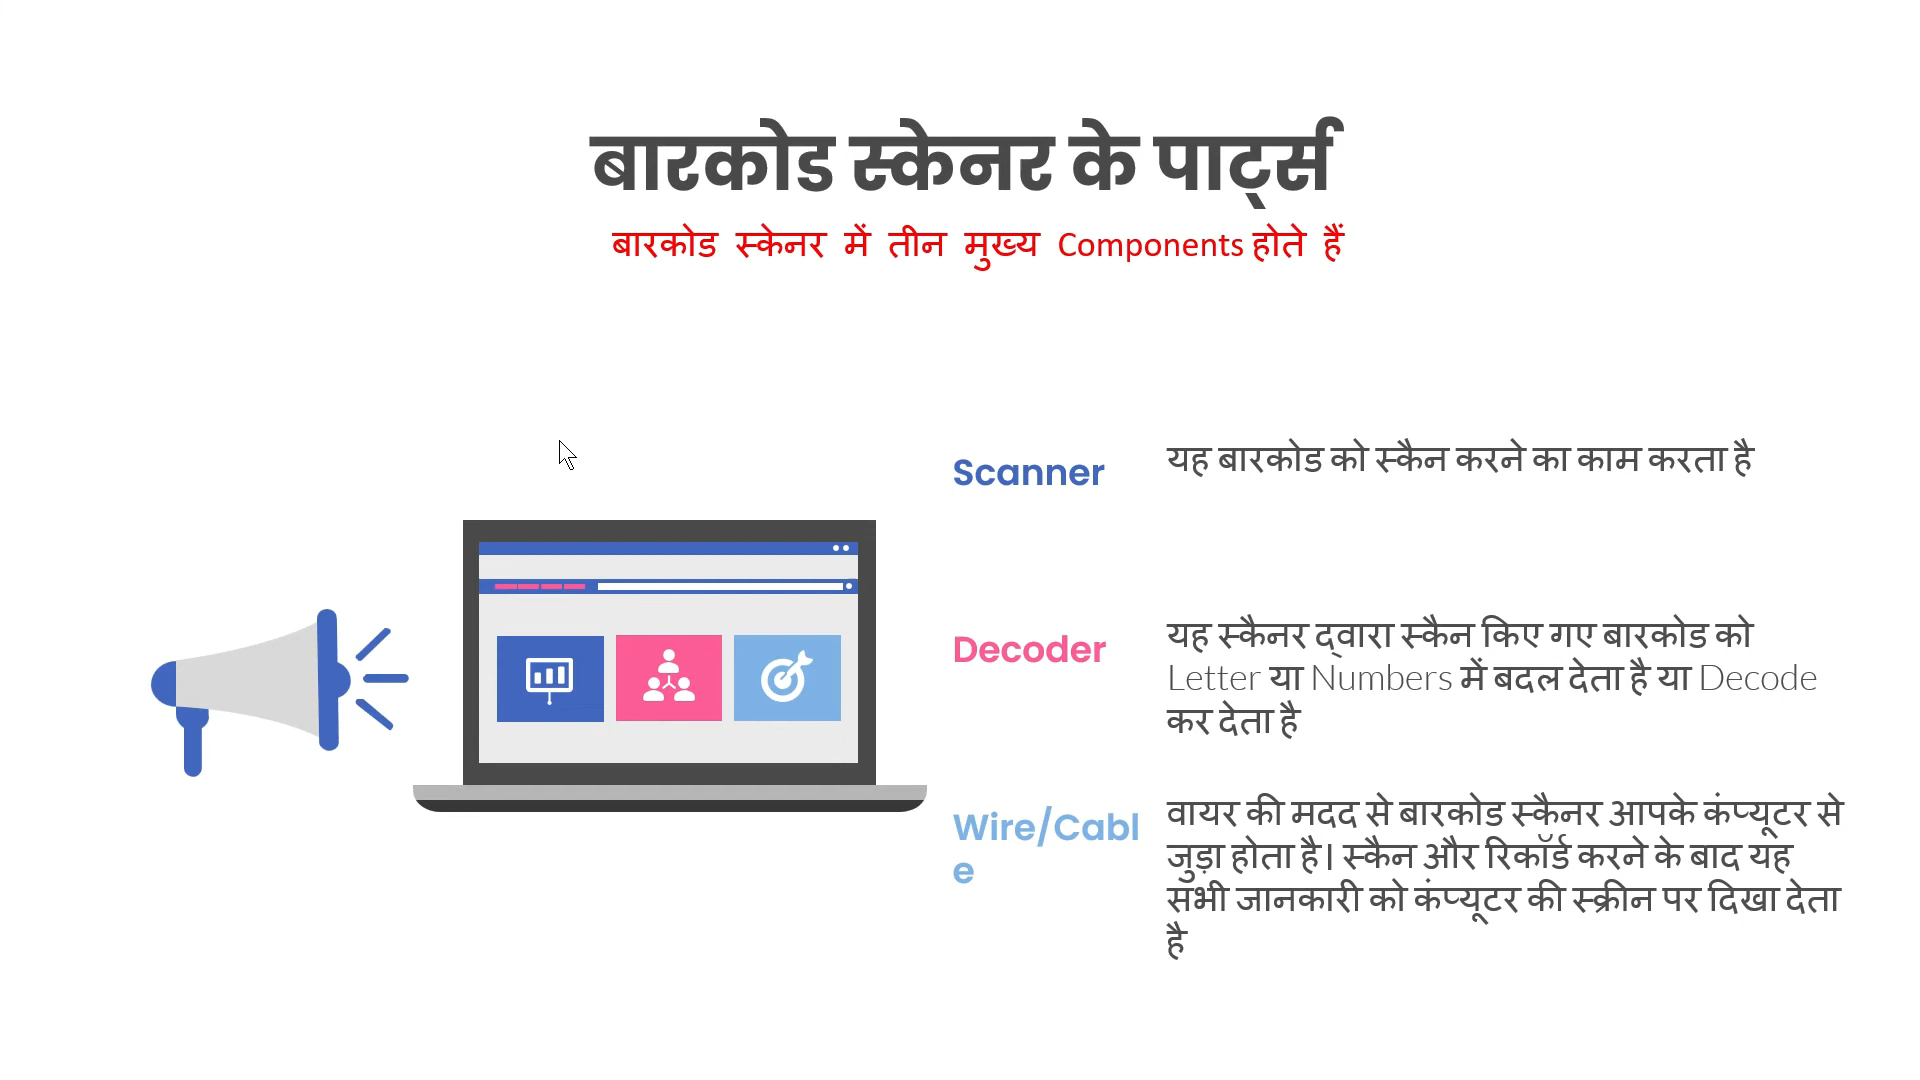 बारकोड स्केनर के पार्ट्स
बारकोड स्केनर में तीन मुख्य Components होते हैं
Scanner
यह बारकोड को स्कैन करने का काम करता है
Decoder
यह स्कैनर द्वारा स्कैन किए गए बारकोड को
Letter या Numbers में बदल देता है या Decode
कर देता है
Wire/Cabl
e
वायर की मदद से बारकोड स्कैनर आपके कंप्यूटर से
जुड़ा होता है। स्कैन और रिकॉर्ड करने के बाद यह
सभी जानकारी को कंप्यूटर की स्क्रीन पर दिखा देता
है